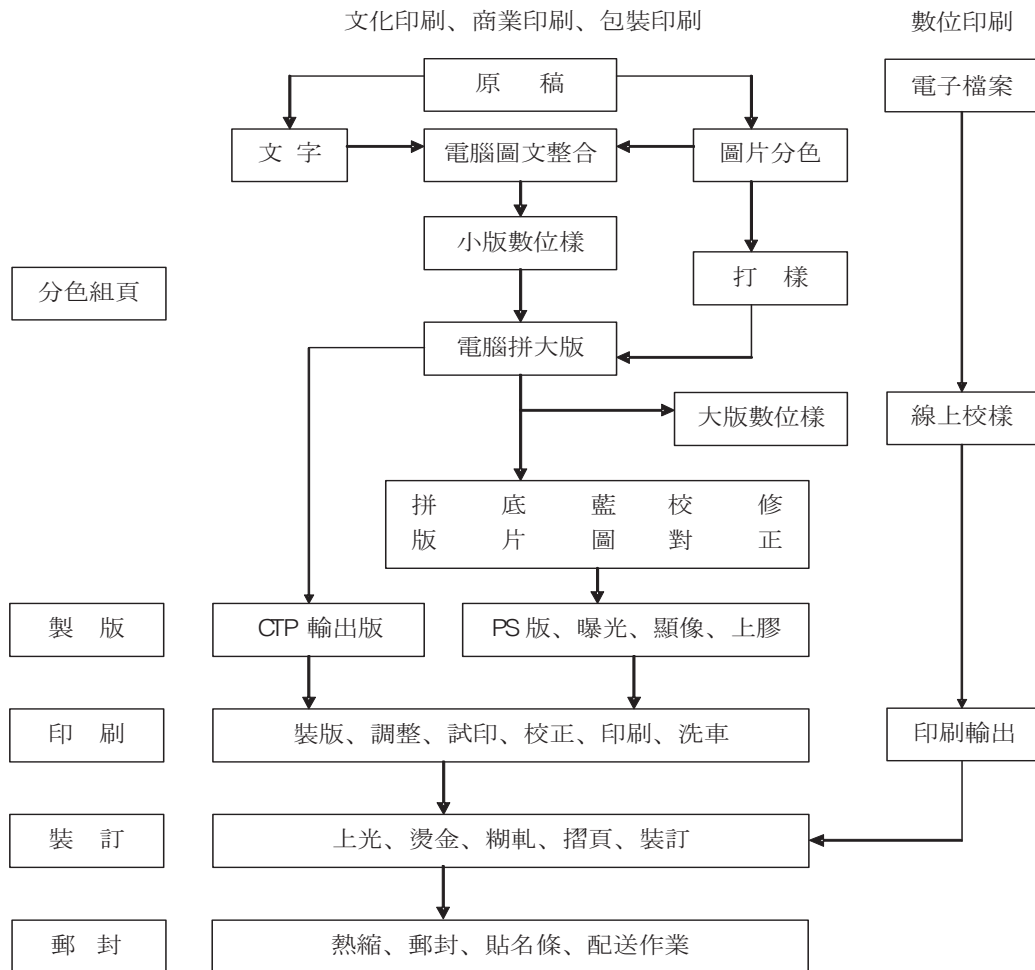 文化印刷、商業印刷、包裝印刷
數位印刷
原 稿
電子檔案
文 字
電腦圖文整合
圖片分色
小版數位樣
打 樣
分色組頁
電腦拼大版
大版數位樣
線上校樣
拼 底 藍 校 修
版 片 圖 對 正
製 版
CTP 輸出版
PS 版、曝光、顯像、上膠
印 刷
裝版、調整、試印、校正、印刷、洗車
印刷輸出
裝 訂
上光、燙金、糊軋、摺頁、裝訂
郵 封
熱縮、郵封、貼名條、配送作業